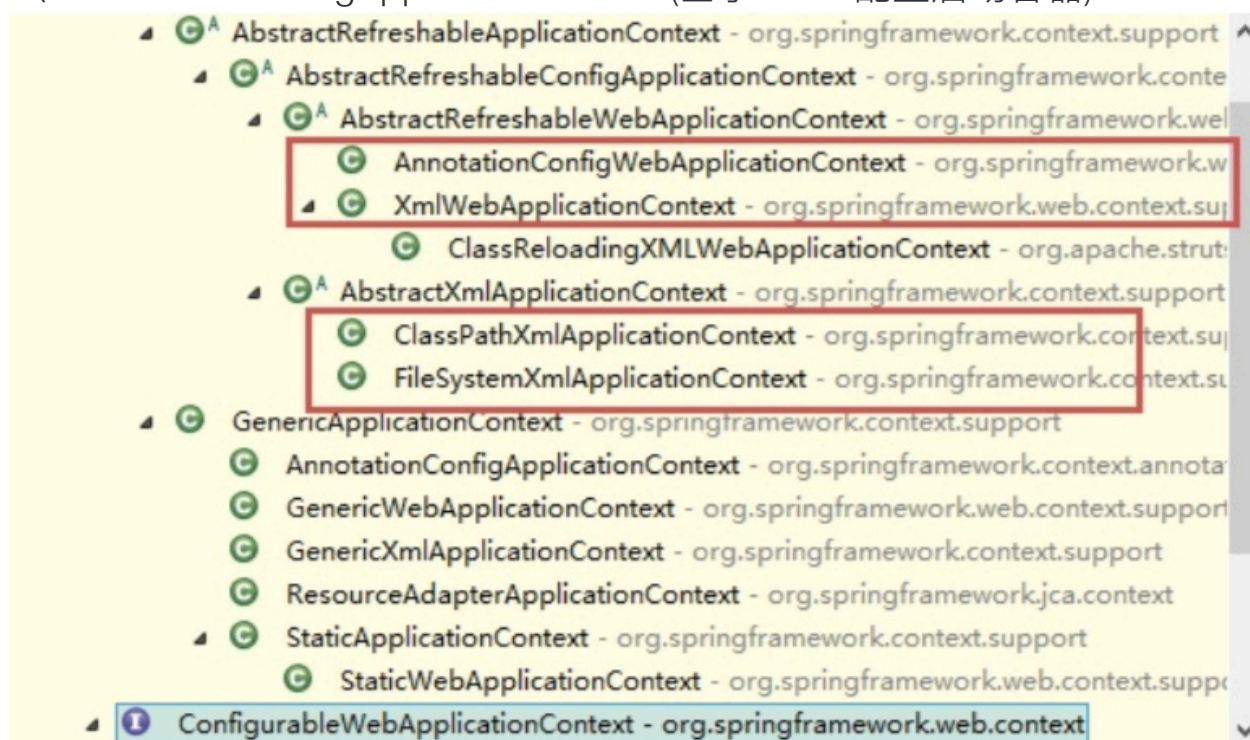 AbstractRefreshableApplicationContext - org.springframework.context.support
AbstractRefreshableConfigApplicationContext - org.springframework.conte
AbstractRefreshableWebApplicationContext - org.springframework.wel
AnnotationConfigWebApplicationContext - org.springframework.w
XmlWebApplicationContext - org.springframework.web.context.sup
ClassReloadingXMLWebApplicationContext - org.apache.struts
AbstractXmlApplicationContext - org.springframework.context.support
ClassPathXmlApplicationContext - org.springframework.context.sup
FileSystemXmlApplicationContext - org.springframework.context.su
GenericApplicationContext - org.springframework.context.support
AnnotationConfigApplicationContext - org.springframework.context.annota
GenericWebApplicationContext - org.springframework.web.context.support
GenericXmlApplicationContext - org.springframework.context.support
ResourceAdapterApplicationContext - org.springframework.jca.context
StaticApplicationContext - org.springframework.context.support
StaticWebApplicationContext - org.springframework.web.context.suppo
ConfigurableWebApplicationContext - org.springframework.web.context